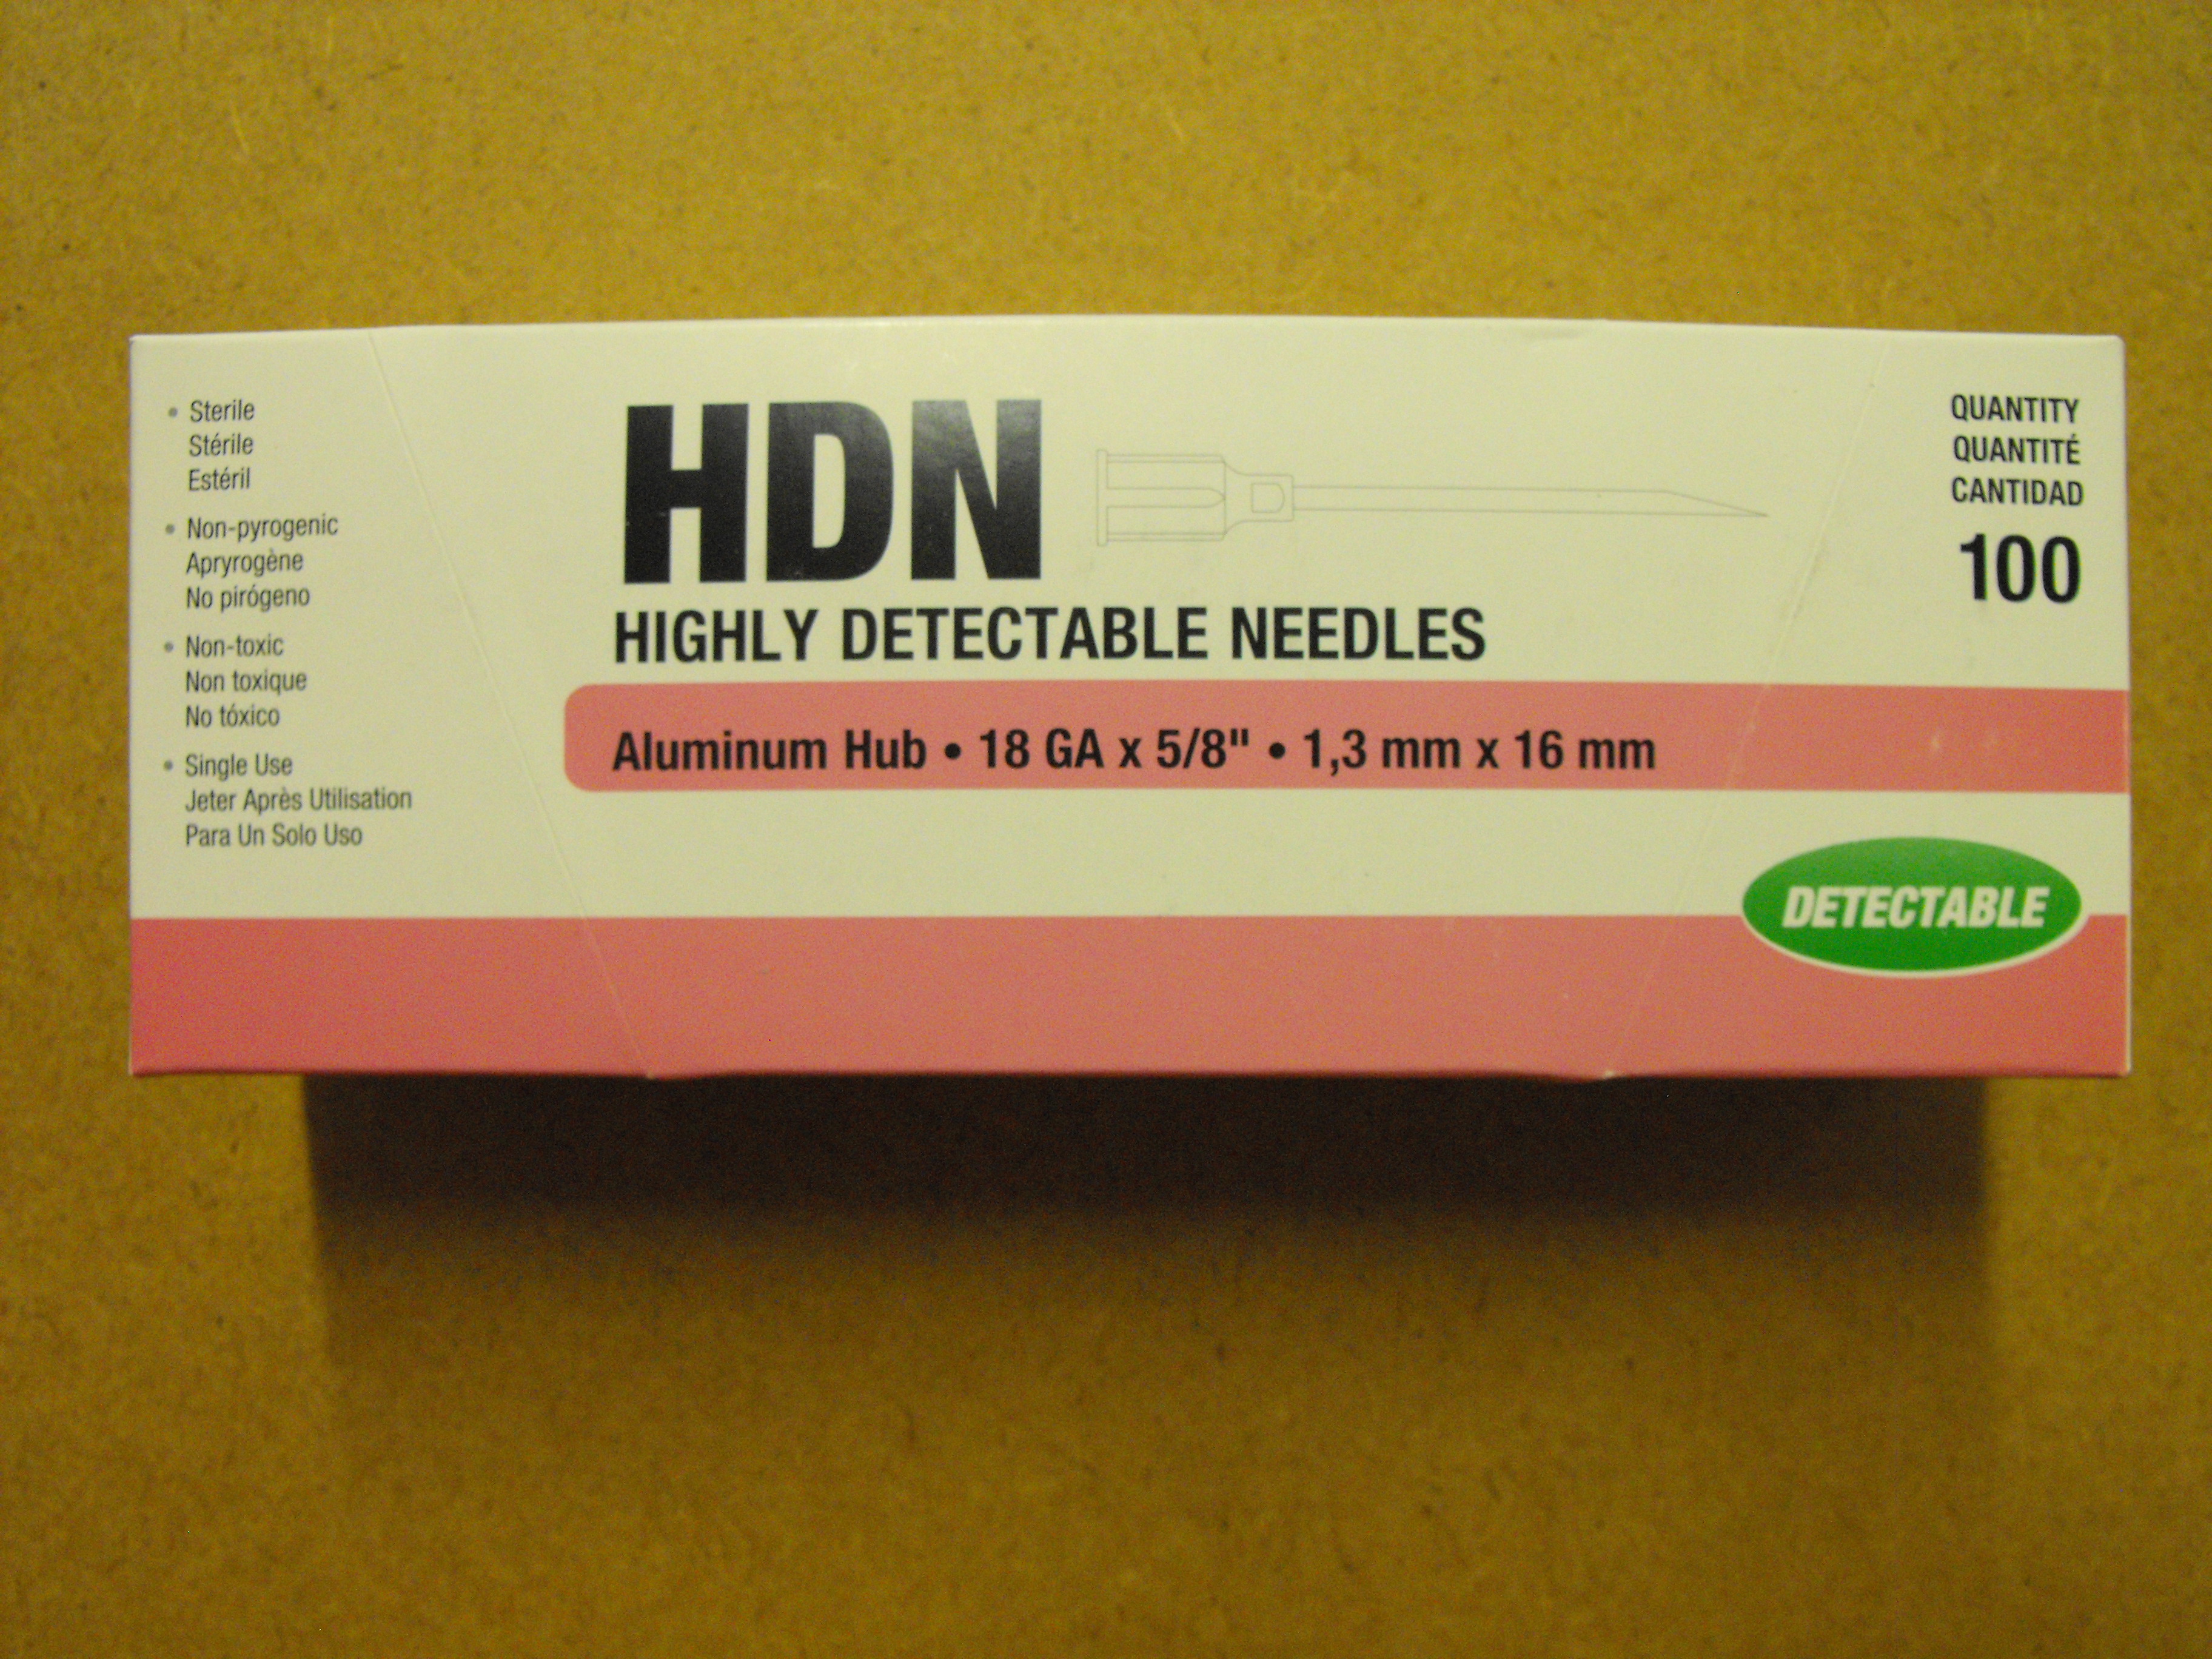 • Sterile
Stérile
Estéril
• Non-pyrogenic
Apryrogène
No pirógeno
• Non-toxic
Non toxique
No tóxico
• Single Use
Jeter Après Utilisation
Para Un Solo Uso
HDN
HIGHLY DETECTABLE NEEDLES
Aluminum Hub • 18 GA x 5/8" • 1,3 mm x 16 mm
QUANTITY
QUANTITÉ
CANTIDAD
100
DETECTABLE